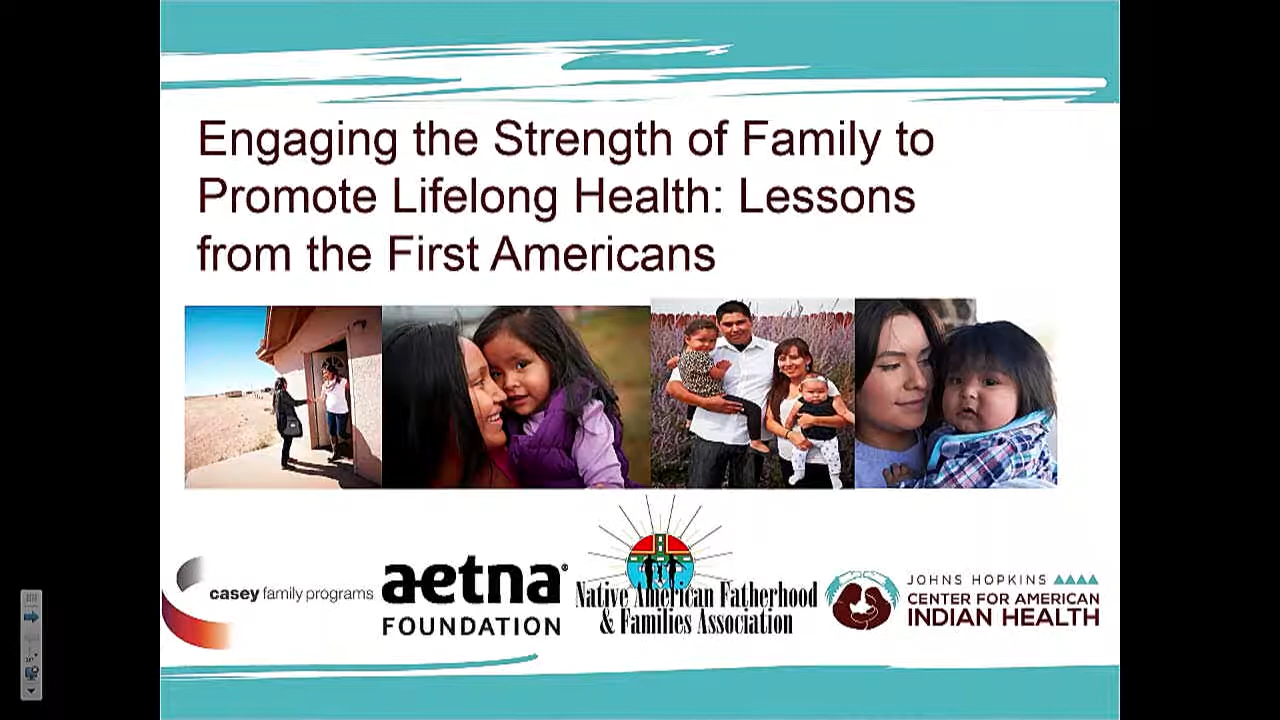 Engaging the Strength of Family to
Promote Lifelong Health: Lessons
from the First Americans
casey family programs
aetna®
FOUNDATION
Native American Fatherhood
& Families Association
JOHNS HOPKINS
CENTER FOR AMERICAN
INDIAN HEALTH